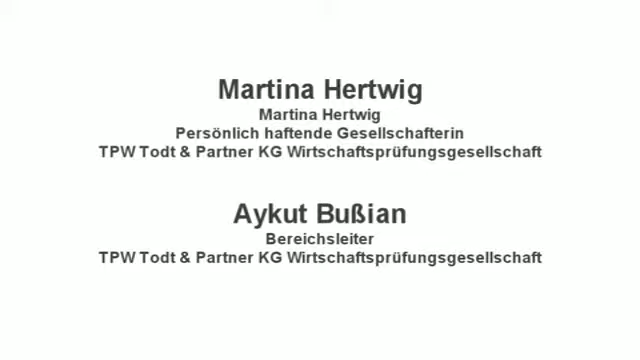 Martina Hertwig
Martina Hertwig
Persönlich haftende Gesellschafterin
TPW Todt & Partner KG Wirtschaftsprüfungsgesellschaft
Aykut Bußian
Bereichsleiter
TPW Todt & Partner KG Wirtschaftsprüfungsgesellschaft